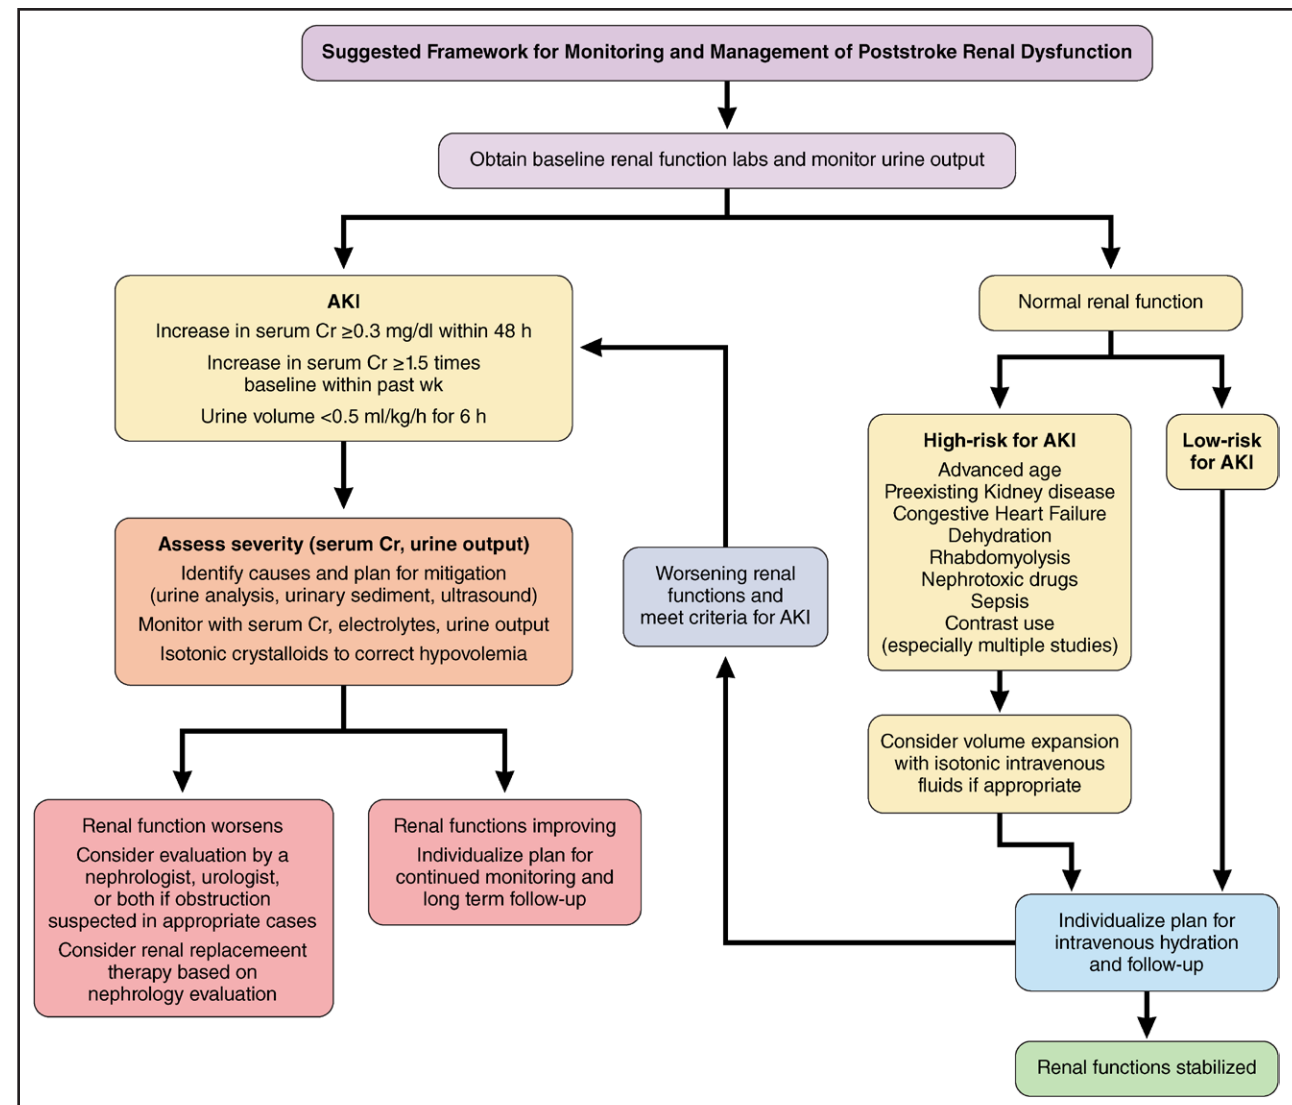 Suggested Framework for Monitoring and Management of Poststroke Renal Dysfunction
Obtain baseline renal function labs and monitor urine output
AKI
Increase in serum Cr ≥0.3 mg/dl within 48 h
Increase in serum Cr ≥1.5 times
baseline within past wk
Urine volume <0.5 ml/kg/h for 6 h
Assess severity (serum Cr, urine output)
Identify causes and plan for mitigation
(urine analysis, urinary sediment, ultrasound)
Monitor with serum Cr, electrolytes, urine output
Isotonic crystalloids to correct hypovolemia
Renal function worsens
Consider evaluation by a
nephrologist, urologist,
or both if obstruction
suspected in appropriate cases
Consider renal replacemeent
therapy based on
nephrology evaluation
Renal functions improving
Individualize plan for
continued monitoring and
long term follow-up
Worsening renal
functions and
meet criteria for AKI
Normal renal function
High-risk for AKI
Advanced age
Preexisting Kidney disease
Congestive Heart Failure
Dehydration
Rhabdomyolysis
Nephrotoxic drugs
Sepsis
Contrast use
(especially multiple studies)
Low-risk
for AKI
Consider volume expansion
with isotonic intravenous
fluids if appropriate
Individualize plan for
intravenous hydration
and follow-up
Renal functions stabilized